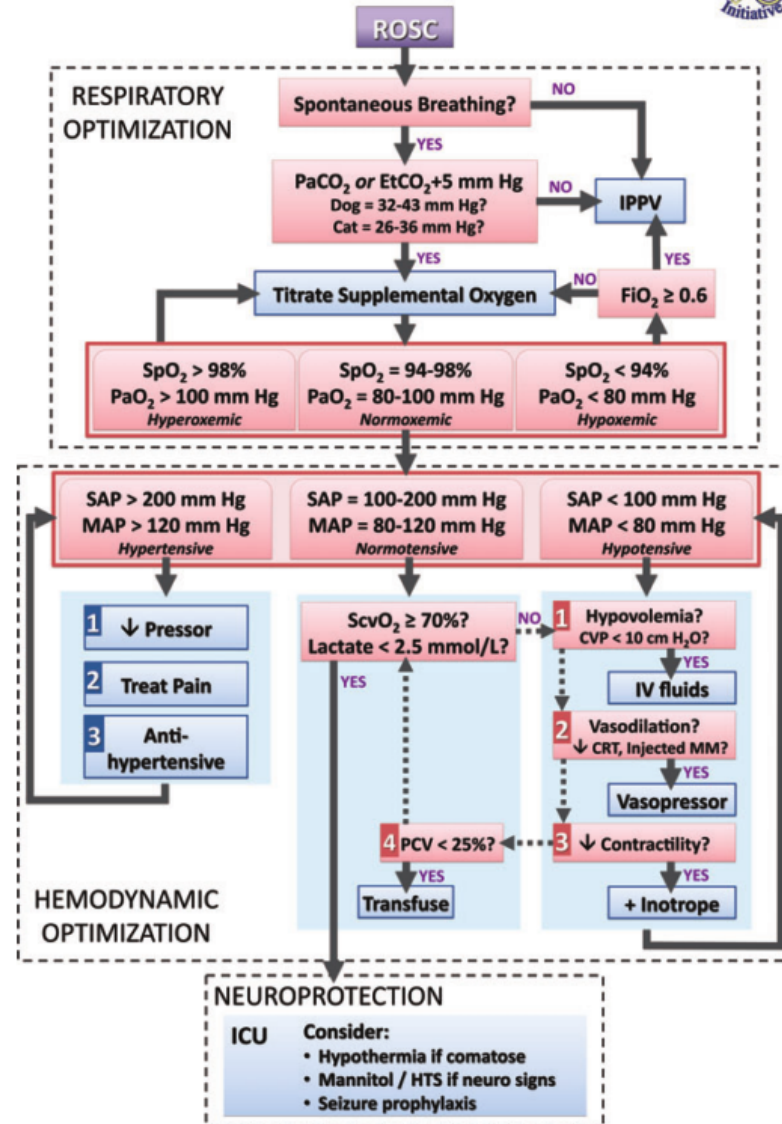 Initiative
ROSC
RESPIRATORY
OPTIMIZATION
Spontaneous Breathing?
NO
YES
PaCO₂ or EtCO₂+5 mm Hg
Dog = 32-43 mm Hg?
Cat = 26-36 mm Hg?
NO
IPPV
YES
YES
Titrate Supplemental Oxygen
NO
FiO₂ ≥ 0.6
SpO₂ > 98%
PaO₂ > 100 mm Hg
Hyperoxemic
SpO₂ = 94-98%
PaO₂ = 80-100 mm Hg
Normoxemic
SpO₂ < 94%
PaO₂ < 80 mm Hg
Hypoxemic
SAP > 200 mm Hg
MAP > 120 mm Hg
Hypertensive
SAP = 100-200 mm Hg
MAP = 80-120 mm Hg
Normotensive
SAP < 100 mm Hg
MAP < 80 mm Hg
Hypotensive
1 ↓ Pressor
2 Treat Pain
3 Anti-
hypertensive
ScvO₂ ≥ 70%?
Lactate < 2.5 mmol/L?
NO
YES
1 Hypovolemia?
CVP < 10 cm H₂O?
YES
IV fluids
2 Vasodilation?
↓ CRT, Injected MM?
YES
Vasopressor
3 ↓ Contractility?
YES
+ Inotrope
4 PCV < 25%?
YES
Transfuse
HEMODYNAMIC
OPTIMIZATION
NEUROPROTECTION
ICU Consider:
• Hypothermia if comatose
• Mannitol / HTS if neuro signs
• Seizure prophylaxis